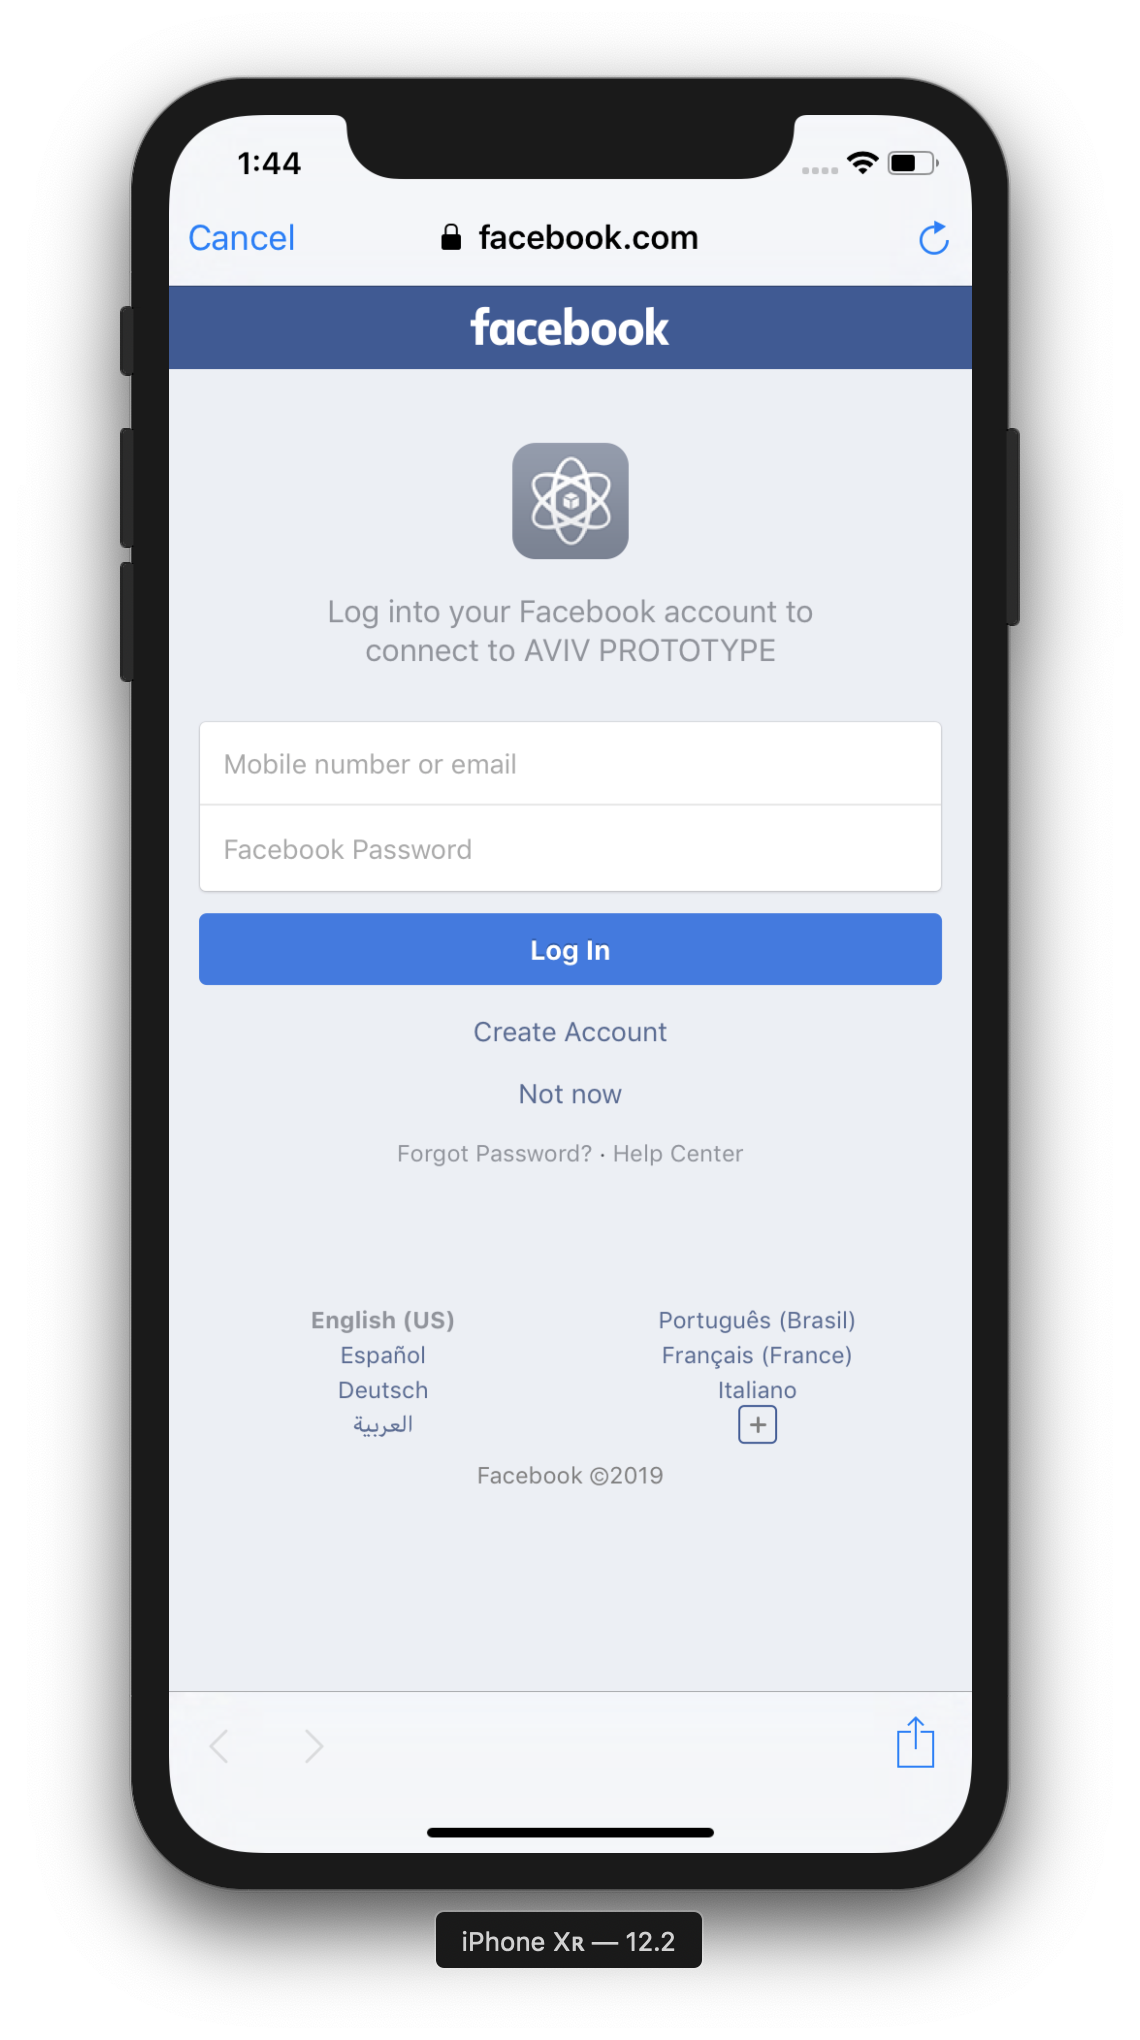 1:44
Cancel facebook.com
facebook
Log into your Facebook account to
connect to AVIV PROTOTYPE
Mobile number or email
Facebook Password
Log In
Create Account
Not now
Forgot Password? · Help Center
English (US) Português (Brasil)
Español Français (France)
Deutsch Italiano
العربية +
Facebook ©2019
iPhone Xʀ — 12.2